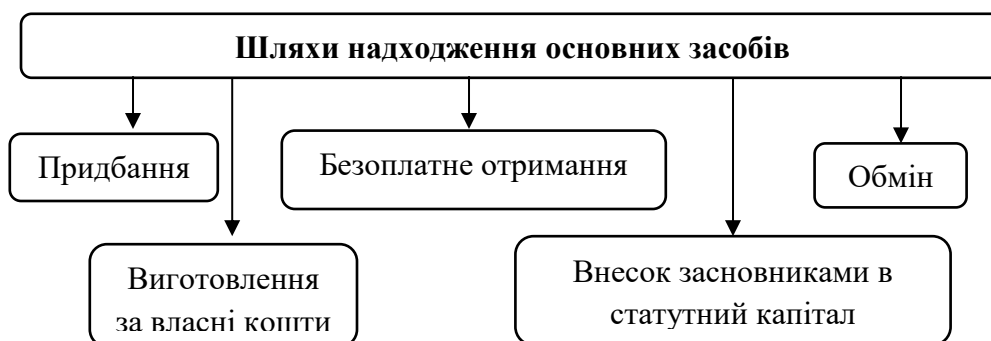 Шляхи надходження основних засобів
Придбання
Безоплатне отримання
Обмін
Виготовлення
за власні кошти
Внесок засновниками в
статутний капітал